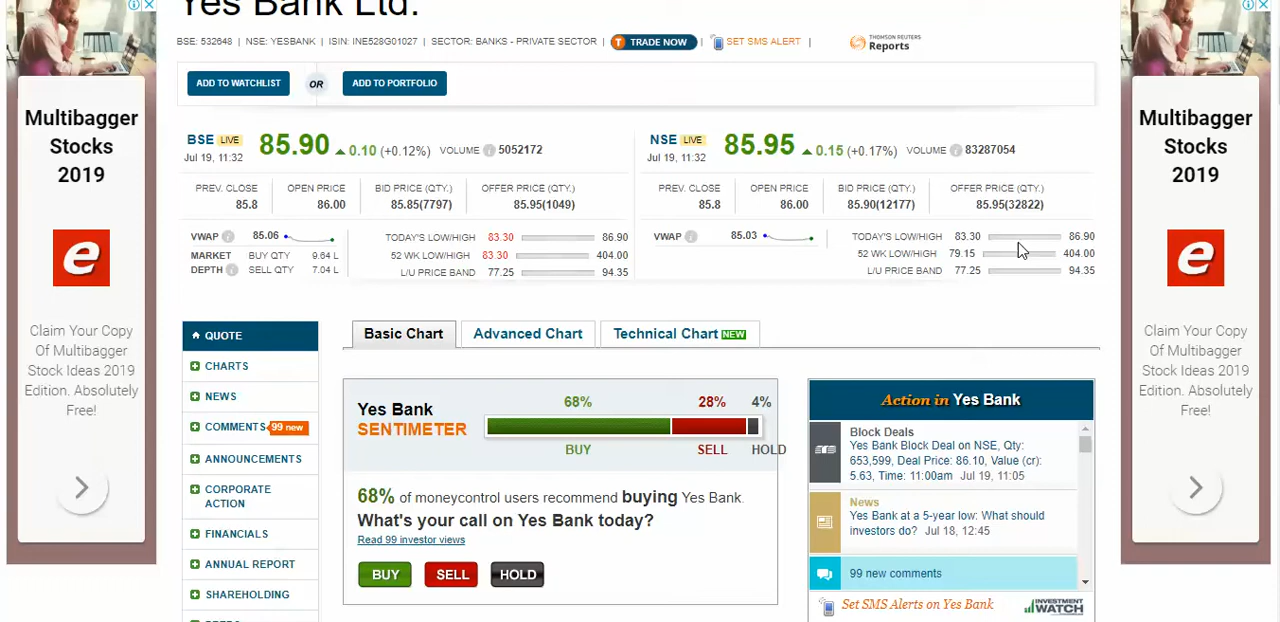 Yes Bank Ltd.
BSE: 532648 | NSE: YESBANK | ISIN: INE528G01027 | SECTOR: BANKS - PRIVATE SECTOR | T TRADE NOW | SET SMS ALERT | THOMSON REUTERS Reports
ADD TO WATCHLIST OR ADD TO PORTFOLIO
BSE LIVE 85.90 0.10 (+0.12%) VOLUME 5052172
Jul 19, 11:32
PREV. CLOSE OPEN PRICE BID PRICE (QTY.) OFFER PRICE (QTY.)
85.8 86.00 85.85(7797) 85.95(1049)
VWAP 85.06
MARKET DEPTH BUY QTY 9.64 L
SELL QTY 7.04 L
TODAY'S LOW/HIGH 83.30 86.90
52 WK LOW/HIGH 83.30 404.00
L/U PRICE BAND 77.25 94.35
NSE LIVE 85.95 0.15 (+0.17%) VOLUME 83287054
Jul 19, 11:32
PREV. CLOSE OPEN PRICE BID PRICE (QTY.) OFFER PRICE (QTY.)
85.8 86.00 85.90(12177) 85.95(32822)
VWAP 85.03
TODAY'S LOW/HIGH 83.30 86.90
52 WK LOW/HIGH 79.15 404.00
L/U PRICE BAND 77.25 94.35
Multibagger
Stocks
2019
e
Claim Your Copy
Of Multibagger
Stock Ideas 2019
Edition. Absolutely
Free!
QUOTE
CHARTS
NEWS
COMMENTS 99 new
ANNOUNCEMENTS
CORPORATE
ACTION
FINANCIALS
ANNUAL REPORT
SHAREHOLDING
Basic Chart Advanced Chart Technical Chart NEW
Yes Bank
SENTIMETER
68% 28% 4%
BUY SELL HOLD
68% of moneycontrol users recommend buying Yes Bank.
What's your call on Yes Bank today?
Read 99 investor views
BUY SELL HOLD
Action in Yes Bank
Block Deals
Yes Bank Block Deal on NSE, Qty:
653,599, Deal Price: 86.10, Value (cr):
5.63, Time: 11:00am Jul 19, 11:05
News
Yes Bank at a 5-year low: What should
investors do? Jul 18, 12:45
99 new comments
Set SMS Alerts on Yes Bank INVESTMENT WATCH
Multibagger
Stocks
2019
e
Claim Your Copy
Of Multibagger
Stock Ideas 2019
Edition. Absolutely
Free!